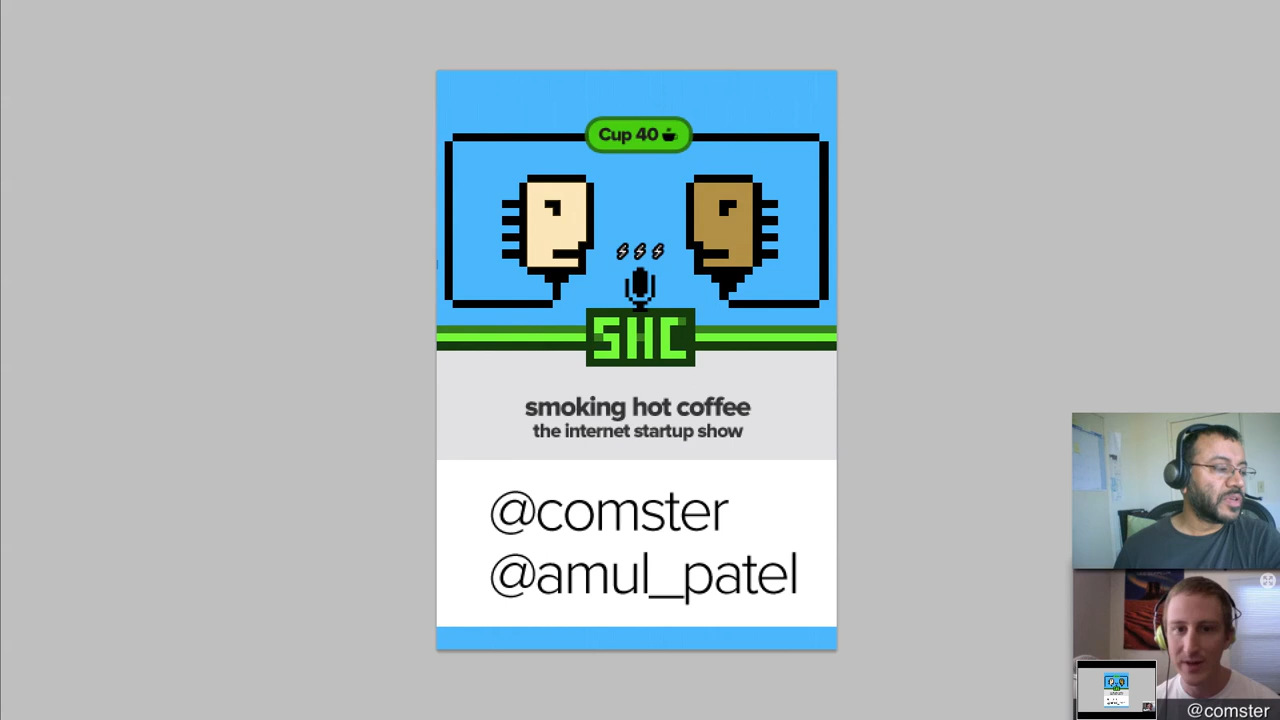 Cup 40
SHC
smoking hot coffee
the internet startup show
@comster
@amul_patel
@comster